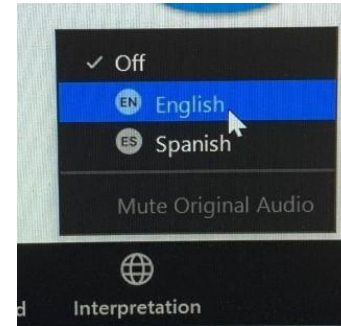 ✓ Off
EN English
ES Spanish
Mute Original Audio
d
Interpretation